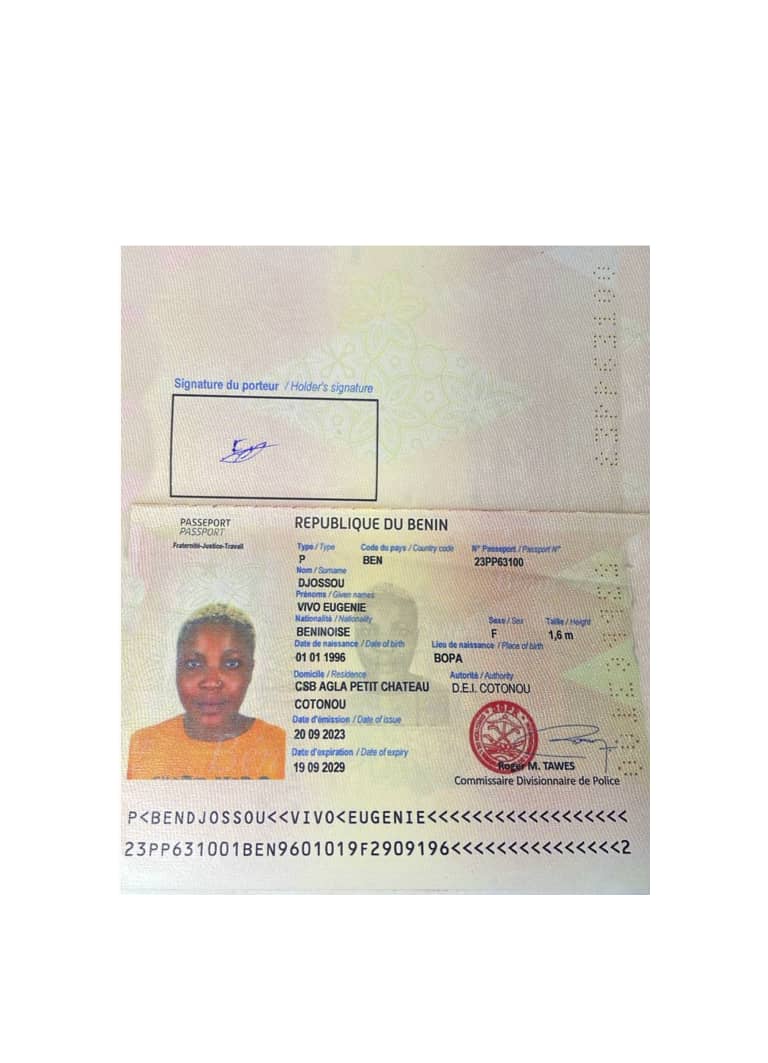 23PP63100
Signature du porteur / Holder's signature
PASSEPORT
PASSPORT
Fraternité-Justice-Travail
REPUBLIQUE DU BENIN
Type / Type Code du pays / Country code N° Passeport / Passport N°
P BEN 23PP63100
Nom / Surname
DJOSSOU
Prénoms / Given names
VIVO EUGENIE
Nationalité / Nationality Sexe / Sex Taille / Height
BENINOISE F 1,6 m
Date de naissance / Date of birth Lieu de naissance / Place of birth
01 01 1996 BOPA
Domicile / Residence Autorité / Authority
CSB AGLA PETIT CHATEAU D.E.I. COTONOU
COTONOU
Date d'émission / Date of issue
20 09 2023
Date d'expiration / Date of expiry
19 09 2029
Roger M. TAWES
Commissaire Divisionnaire de Police
P<BENDJOSSOU<<VIVO<EUGENIE<<<<<<<<<<<<<<<<<<
23PP631001BEN9601019F2909196<<<<<<<<<<<<<<<2